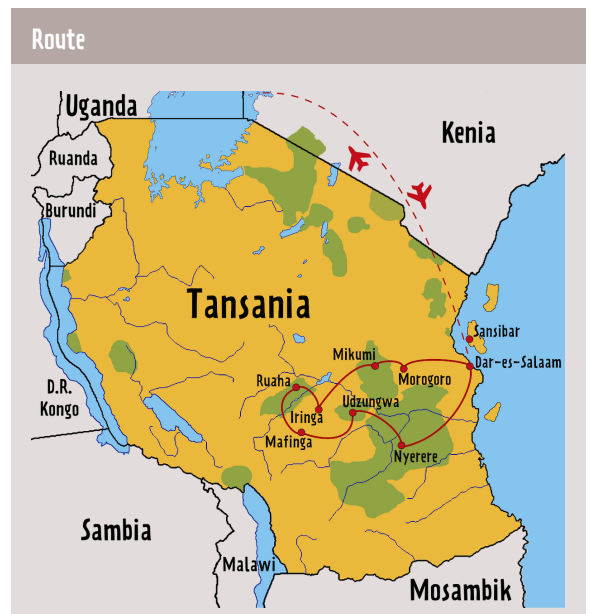 Route
Uganda
Kenia
Ruanda
Burundi
Tansania
Sansibar
Mikumi
Dar-es-Salaam
Morogoro
Ruaha
D.R.
Kongo
Udzungwa
Iringa
Mafinga
Nyerere
Sambia
Malawi
Mosambik